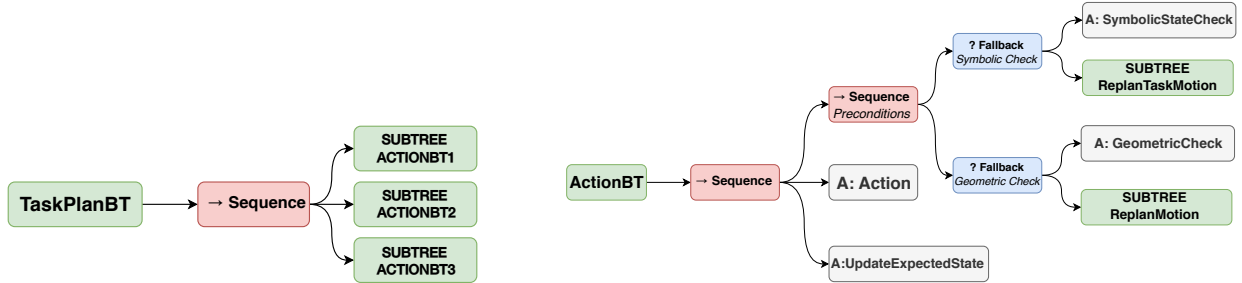 TaskPlanBT
→ Sequence
SUBTREE
ACTIONBT1
SUBTREE
ACTIONBT2
SUBTREE
ACTIONBT3
ActionBT
→ Sequence
→ Sequence
Preconditions
? Fallback
Symbolic Check
A: SymbolicStateCheck
SUBTREE
ReplanTaskMotion
? Fallback
Geometric Check
A: GeometricCheck
SUBTREE
ReplanMotion
A: Action
A:UpdateExpectedState